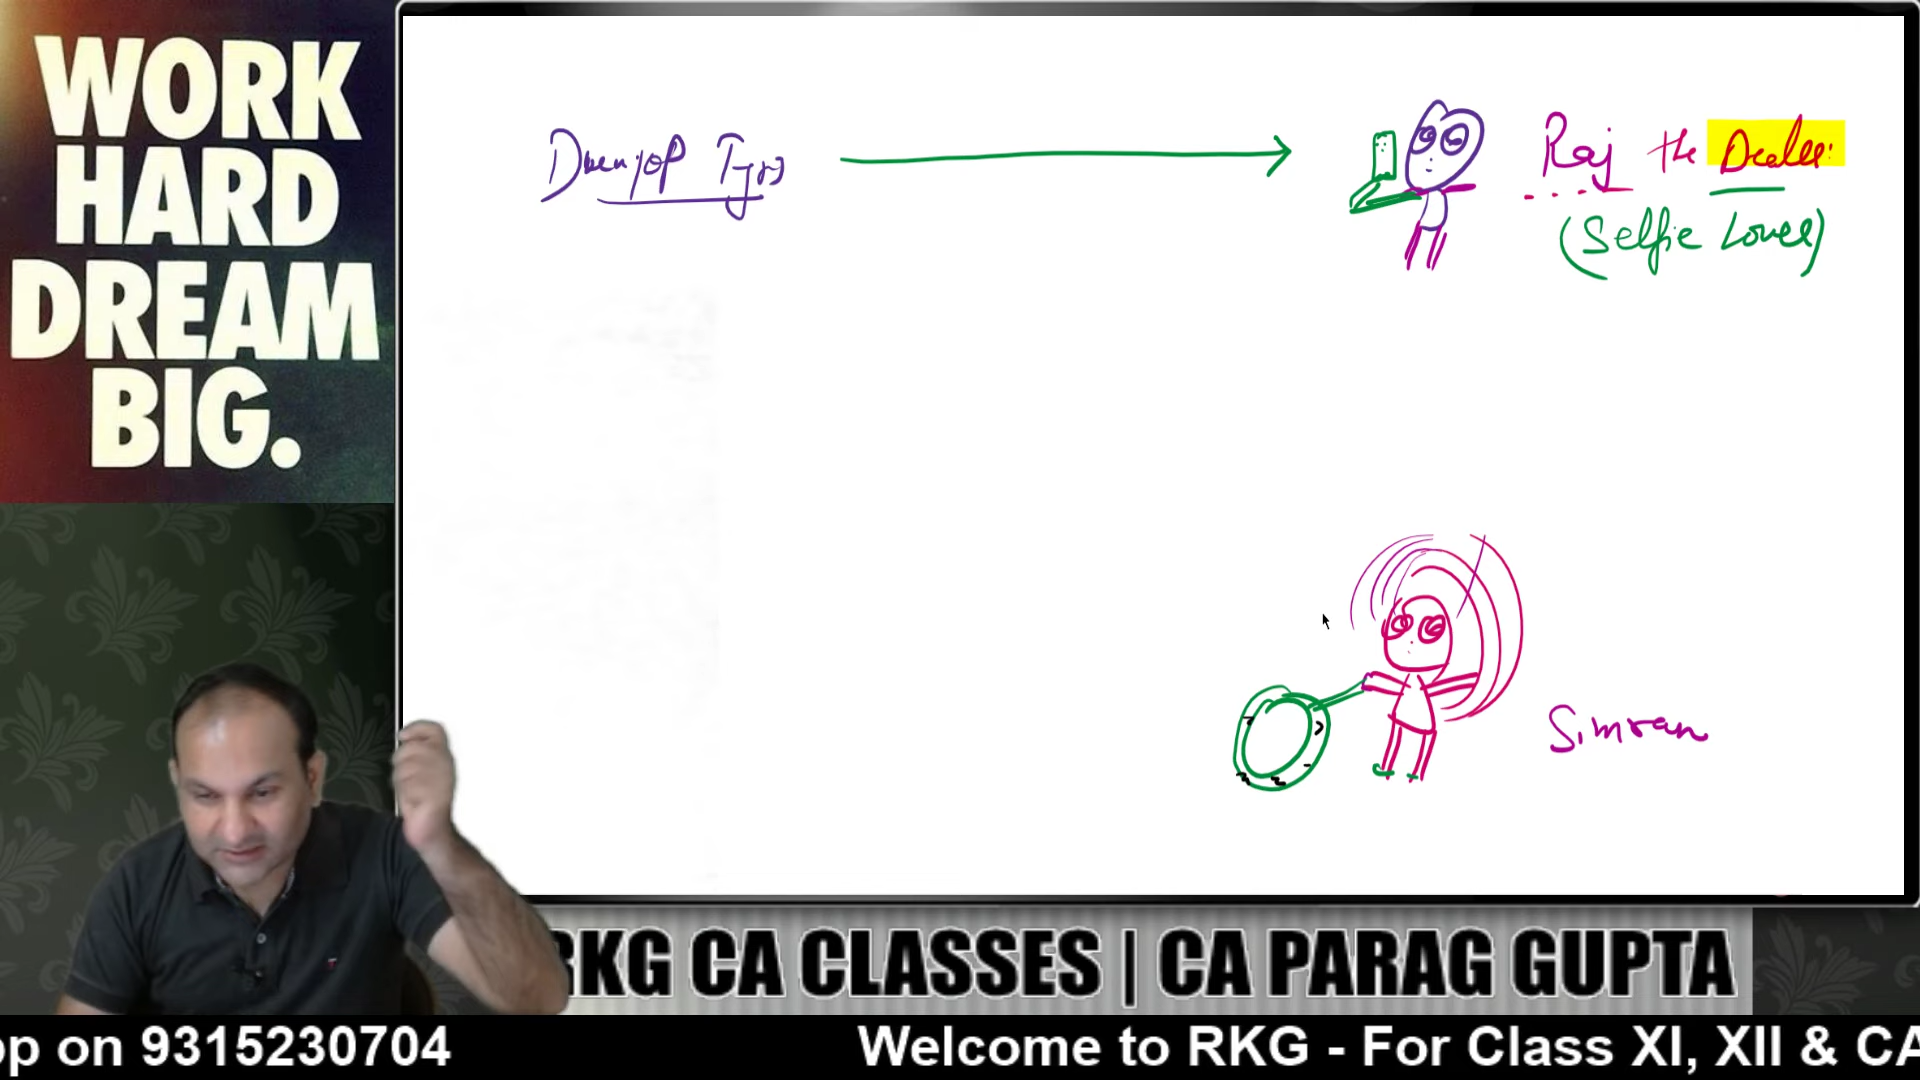 WORK
HARD
DREAM
BIG.
Tyres
Raj the Dealer:
(Selfie Lover)
Simran
RKG CA CLASSES | CA PARAG GUPTA
op on 9315230704 Welcome to RKG - For Class XI, XII & CA